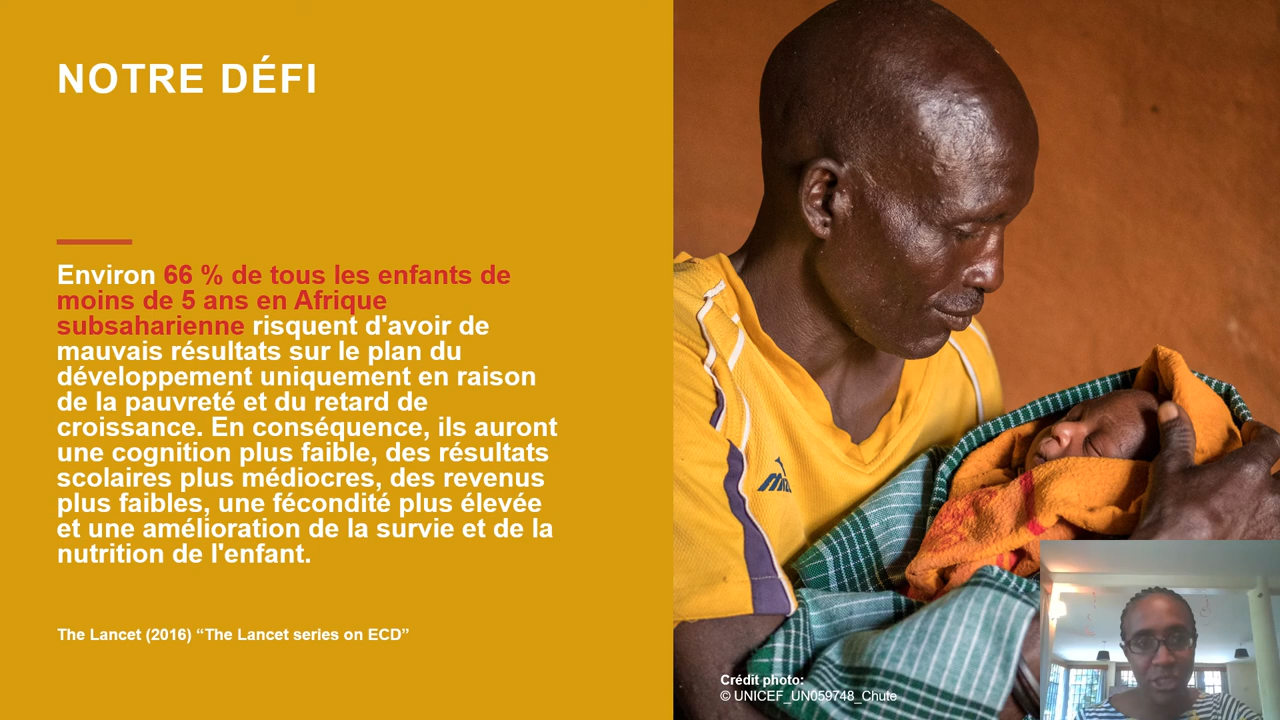 NOTRE DÉFI
Environ 66 % de tous les enfants de
moins de 5 ans en Afrique
subsaharienne risquent d'avoir de
mauvais résultats sur le plan du
développement uniquement en raison
de la pauvreté et du retard de
croissance. En conséquence, ils auront
une cognition plus faible, des résultats
scolaires plus médiocres, des revenus
plus faibles, une fécondité plus élevée
et une amélioration de la survie et de la
nutrition de l'enfant.
The Lancet (2016) “The Lancet series on ECD”
Crédit photo:
© UNICEF_UN059748_Chute